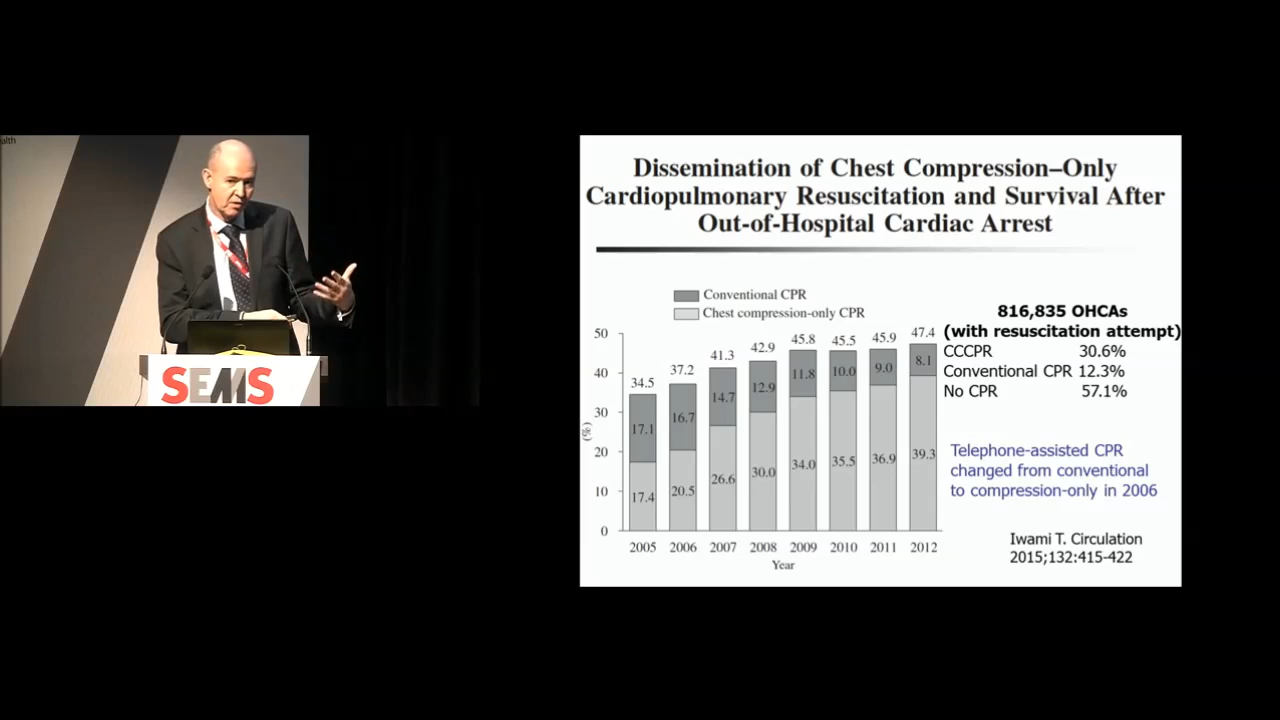 alth
SEMS
Dissemination of Chest Compression–Only
Cardiopulmonary Resuscitation and Survival After
Out-of-Hospital Cardiac Arrest
Conventional CPR
Chest compression-only CPR
(%)
50
40
30
20
10
0
34.5
37.2
41.3
42.9
45.8
45.5
45.9
47.4
17.1
16.7
14.7
12.9
11.8
10.0
9.0
8.1
17.4
20.5
26.6
30.0
34.0
35.5
36.9
39.3
2005 2006 2007 2008 2009 2010 2011 2012
Year
816,835 OHCAs
(with resuscitation attempt)
CCCPR 30.6%
Conventional CPR 12.3%
No CPR 57.1%
Telephone-assisted CPR
changed from conventional
to compression-only in 2006
Iwami T. Circulation
2015;132:415-422